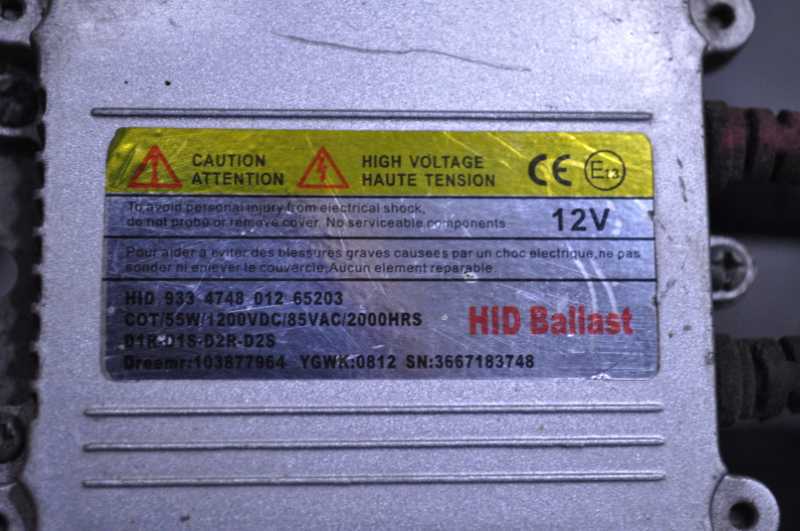 CAUTION
ATTENTION
HIGH VOLTAGE
HAUTE TENSION
CE
E13
To avoid personal injury from electrical shock,
do not probe or remove cover. No serviceable components
12V
Pour aider a eviter des blessures graves causees par un choc electrique,ne pas
sonder ni enlever le couvercle,Aucun element reparable.
HID 933 4748 012 65203
COT/55W/1200VDC/85VAC/2000HRS
D1R-D1S-D2R-D2S
HID Ballast
Dreemr:103877964 YGWK:0812 SN:3667183748